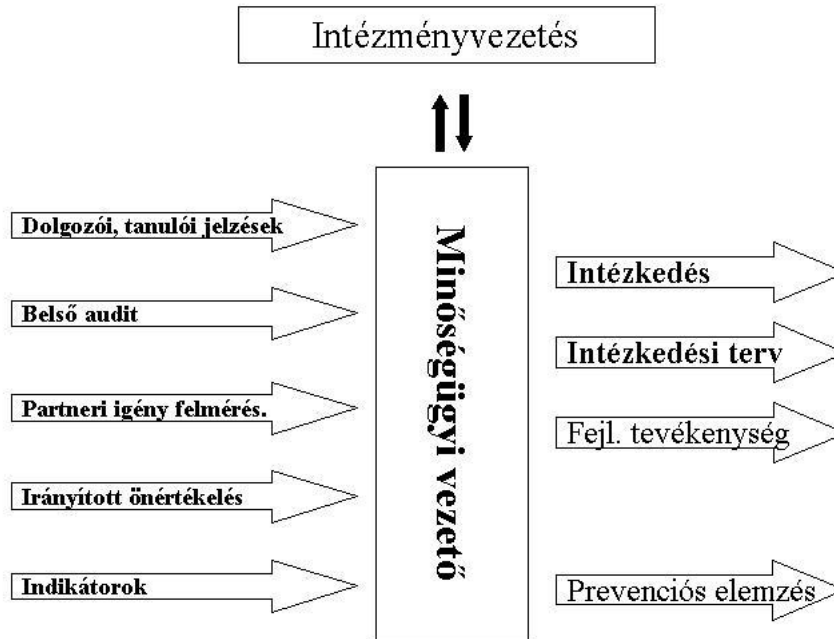 Intézményvezetés
Dolgozói, tanulói jelzések
Belső audit
Partneri igény felmérés.
Irányított önértékelés
Indikátorok
Minőségügyi vezető
Intézkedés
Intézkedési terv
Fejl. tevékenység
Prevenciós elemzés